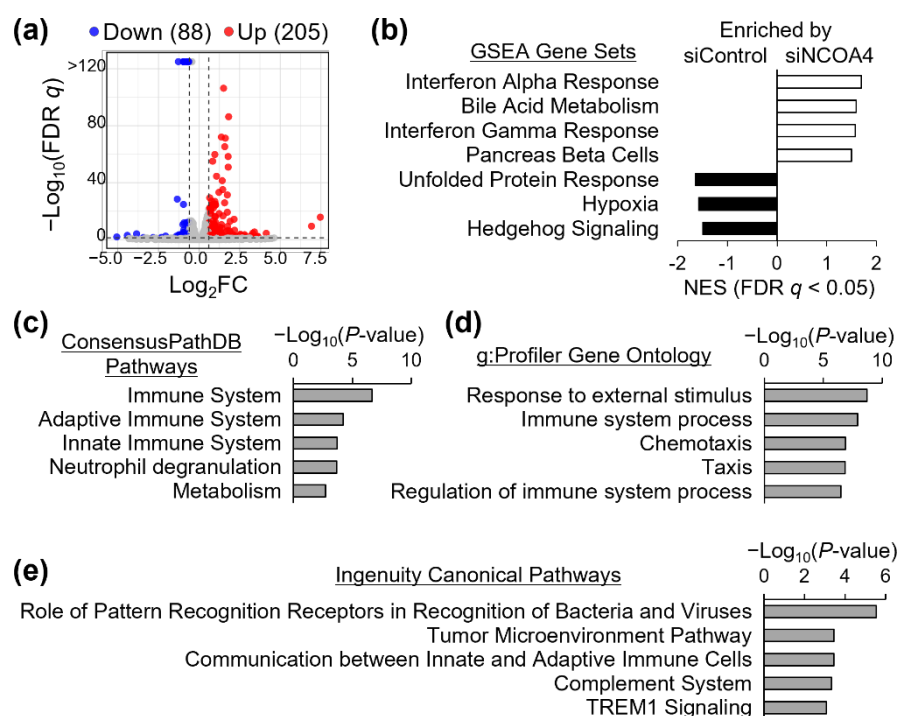 (a)
Down (88) Up (205)
−Log10(FDR q)
>120
80
40
0
−5.0 −2.5 0.0 2.5 5.0 7.5
Log2FC
(b)
GSEA Gene Sets
Enriched by
siControl siNCOA4
Interferon Alpha Response
Bile Acid Metabolism
Interferon Gamma Response
Pancreas Beta Cells
Unfolded Protein Response
Hypoxia
Hedgehog Signaling
-2 -1 0 1 2
NES (FDR q < 0.05)
(c)
ConsensusPathDB
Pathways
−Log10(P-value)
0 5 10
Immune System
Adaptive Immune System
Innate Immune System
Neutrophil degranulation
Metabolism
(d)
g:Profiler Gene Ontology
−Log10(P-value)
0 5 10
Response to external stimulus
Immune system process
Chemotaxis
Taxis
Regulation of immune system process
(e)
Ingenuity Canonical Pathways
−Log10(P-value)
0 2 4 6
Role of Pattern Recognition Receptors in Recognition of Bacteria and Viruses
Tumor Microenvironment Pathway
Communication between Innate and Adaptive Immune Cells
Complement System
TREM1 Signaling